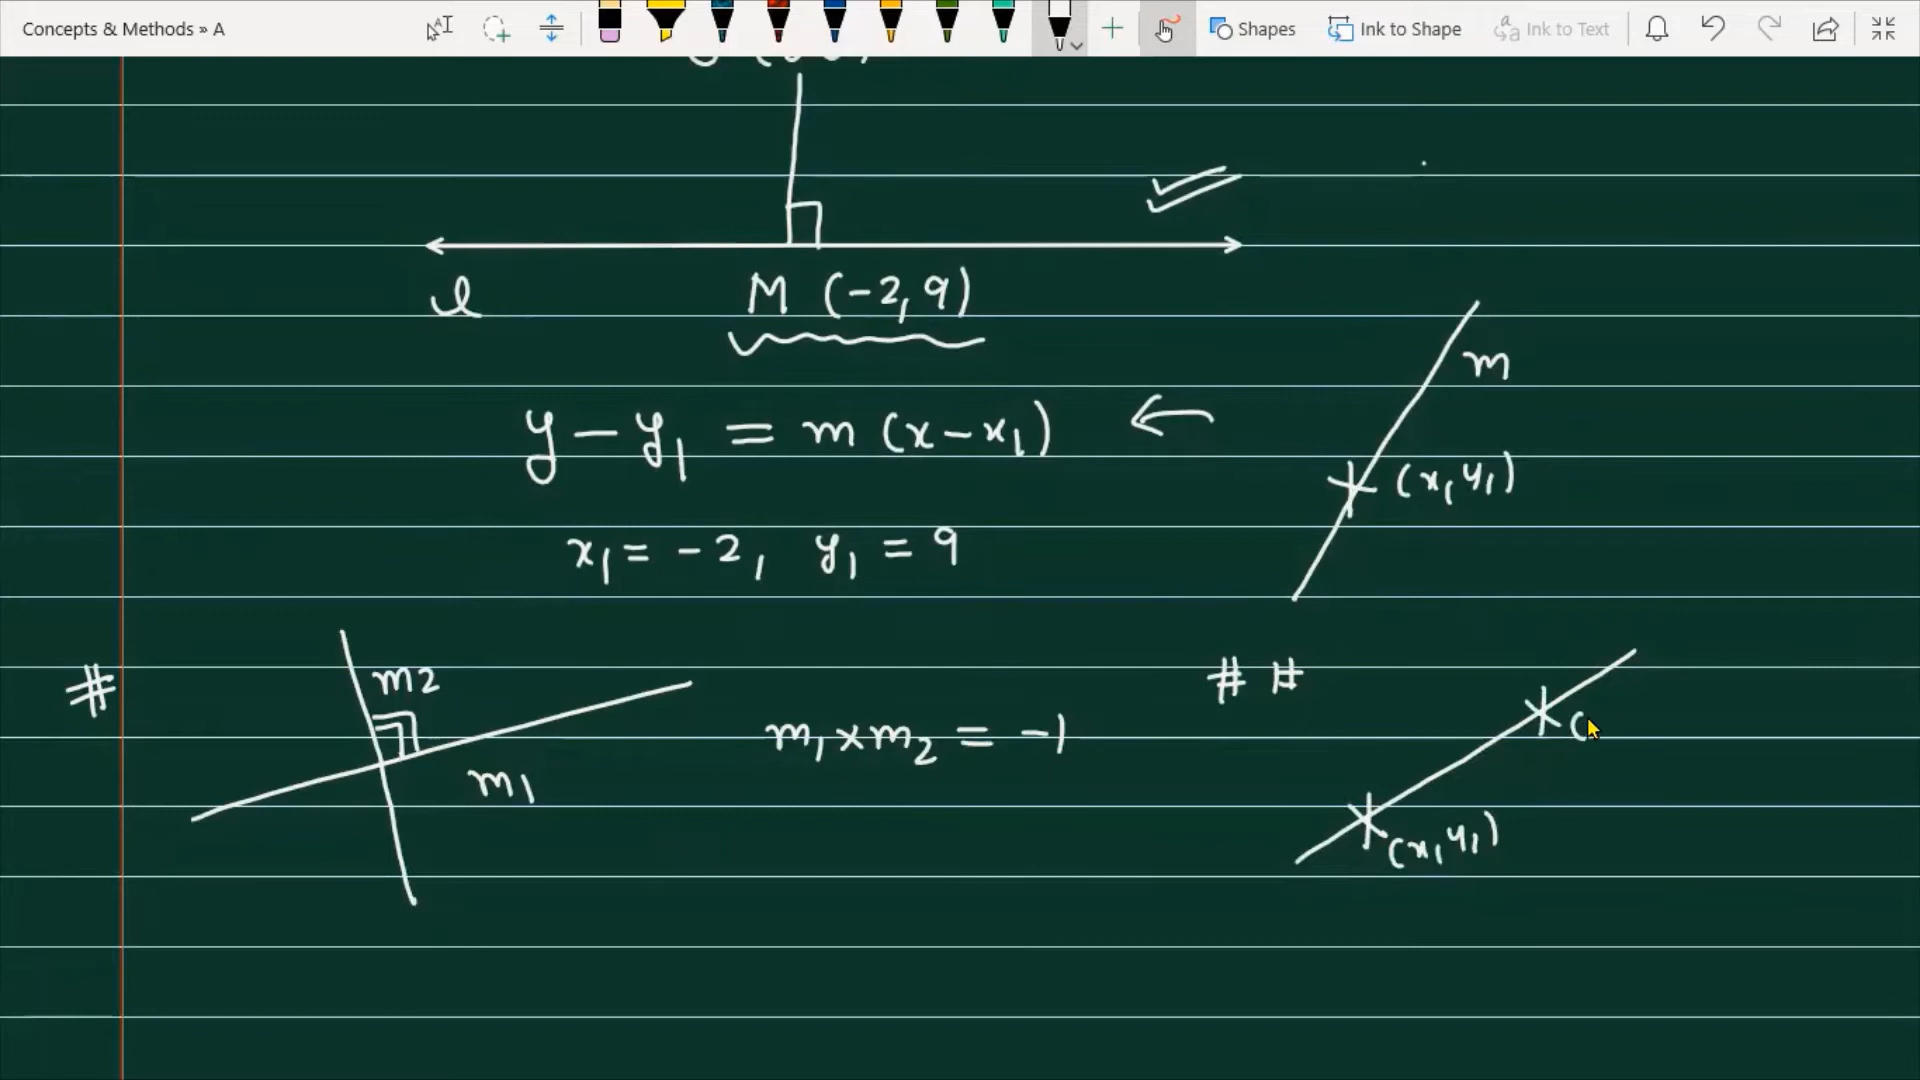 Concepts & Methods » A
Shapes
Ink to Shape
Ink to Text
l
M (-2, 9)
m
y - y₁ = m (x - x₁) ←
(x₁ y₁)
x₁ = -2, y₁ = 9
#
m2
m₁ × m₂ = -1
# #
(
m₁
(x₁ y₁)